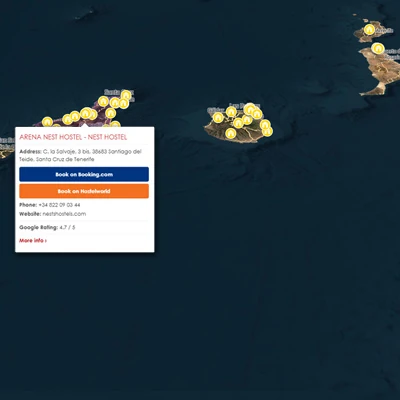 Santa Cruz
ARENA NEST HOSTEL - NEST HOSTEL
Address: C. la Salvaje, 3 bis, 38683 Santiago del
Teide, Santa Cruz de Tenerife
Book on Booking.com
Book on Hostelworld
Phone: +34 822 09 03 44
Website: nesthostels.com
Google Rating: 4.7 / 5
More info ›